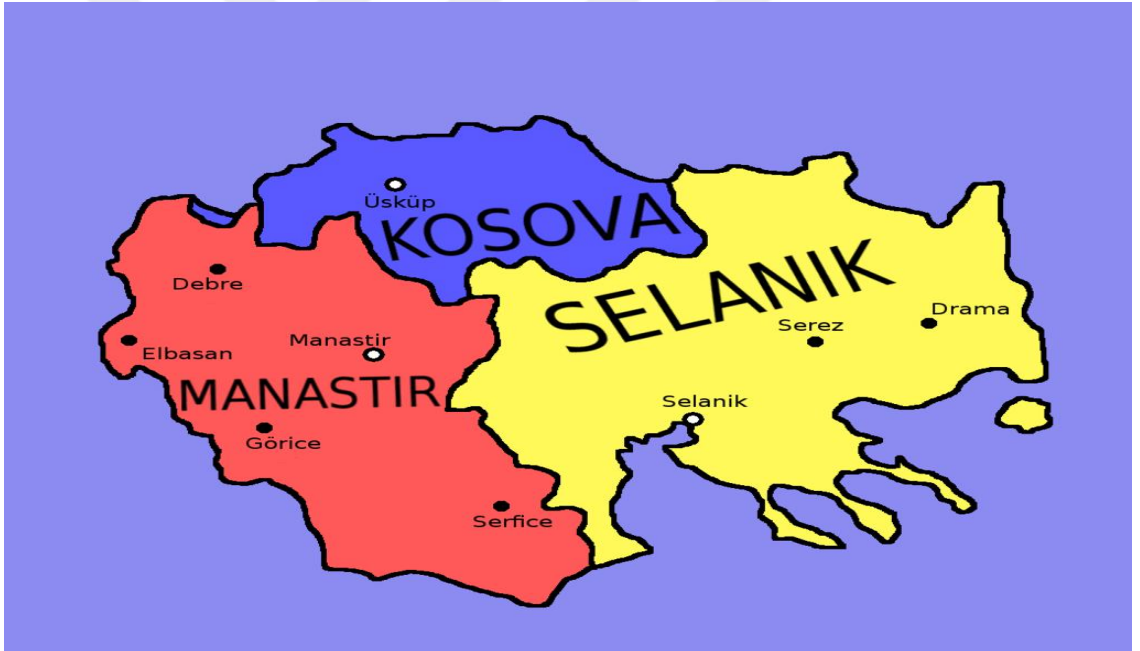 Üsküp
KOSOVA
SELANIK
Debre
Drama
Serez
Manastir
Elbasan
MANASTIR
Selanik
Görice
Serfice